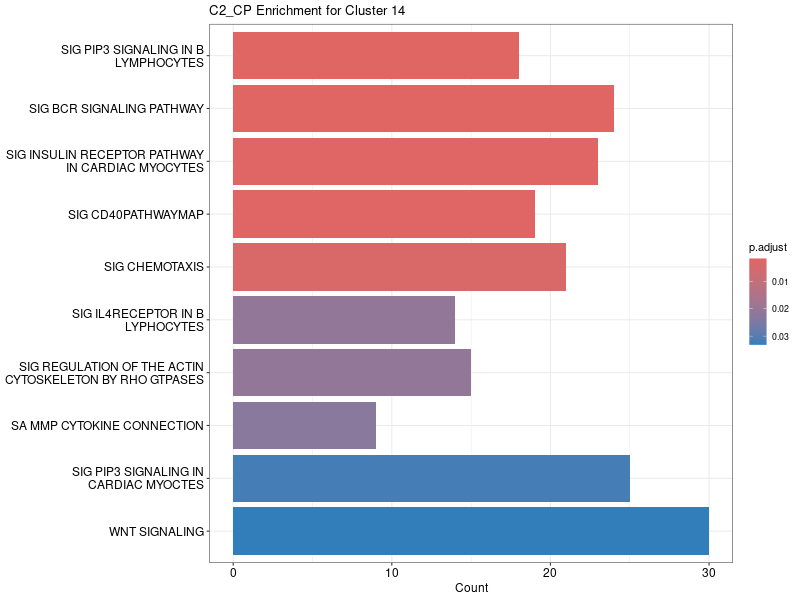 C2_CP Enrichment for Cluster 14
SIG PIP3 SIGNALING IN B
LYMPHOCYTES
SIG BCR SIGNALING PATHWAY
SIG INSULIN RECEPTOR PATHWAY
IN CARDIAC MYOCYTES
SIG CD40PATHWAYMAP
SIG CHEMOTAXIS
SIG IL4RECEPTOR IN B
LYPHOCYTES
SIG REGULATION OF THE ACTIN
CYTOSKELETON BY RHO GTPASES
SA MMP CYTOKINE CONNECTION
SIG PIP3 SIGNALING IN
CARDIAC MYOCTES
WNT SIGNALING
0 10 20 30
Count
p.adjust
0.01
0.02
0.03